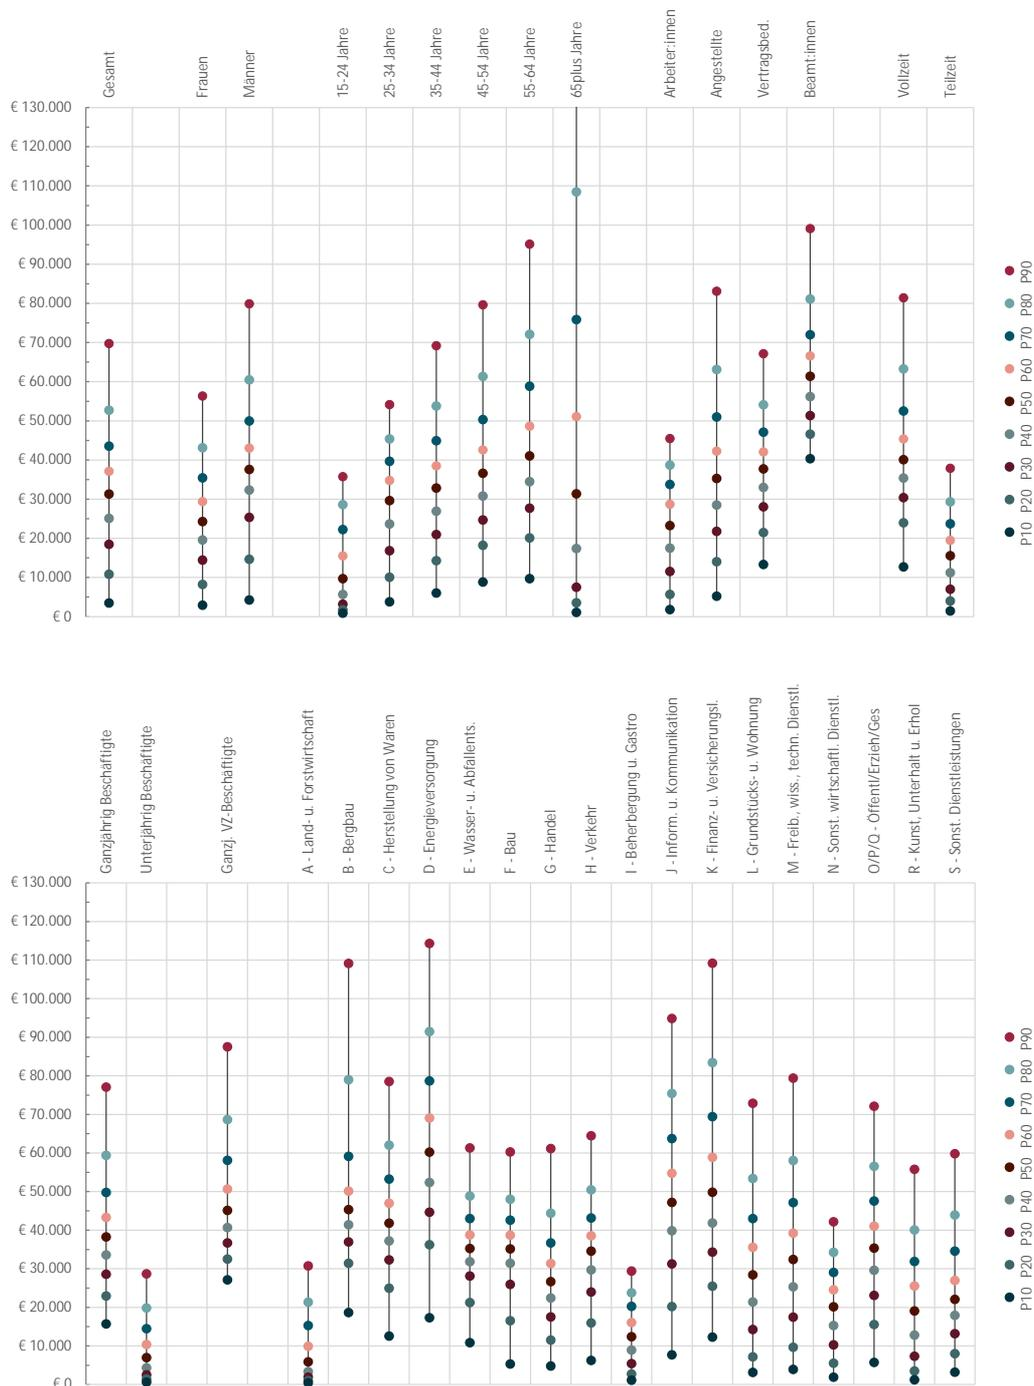 Gesamt
Frauen
Männer
15-24 Jahre
25-34 Jahre
35-44 Jahre
45-54 Jahre
55-64 Jahre
65plus Jahre
Arbeiter:innen
Angestellte
Vertragsbed.
Beamt:innen
Vollzeit
Teilzeit
€ 130.000
€ 120.000
€ 110.000
€ 100.000
€ 90.000
€ 80.000
€ 70.000
€ 60.000
€ 50.000
€ 40.000
€ 30.000
€ 20.000
€ 10.000
€ 0
P90
P80
P70
P60
P50
P40
P30
P20
P10
Ganzjährig Beschäftigte
Unterjährig Beschäftigte
Ganzj. VZ-Beschäftigte
A - Land- u. Forstwirtschaft
B - Bergbau
C - Herstellung von Waren
D - Energieversorgung
E - Wasser- u. Abfallents.
F - Bau
G - Handel
H - Verkehr
I - Beherbergung u. Gastro
J - Inform. u. Kommunikation
K - Finanz- u. Versicherungsl.
L - Grundstücks- u. Wohnung
M - Freib., wiss., techn. Dienstl.
N - Sonst. wirtschaftl. Dienstl.
O/P/Q - Öffentl/Erzieh/Ges
R - Kunst, Unterhalt u. Erhol
S - Sonst. Dienstleistungen
€ 130.000
€ 120.000
€ 110.000
€ 100.000
€ 90.000
€ 80.000
€ 70.000
€ 60.000
€ 50.000
€ 40.000
€ 30.000
€ 20.000
€ 10.000
€ 0
P90
P80
P70
P60
P50
P40
P30
P20
P10